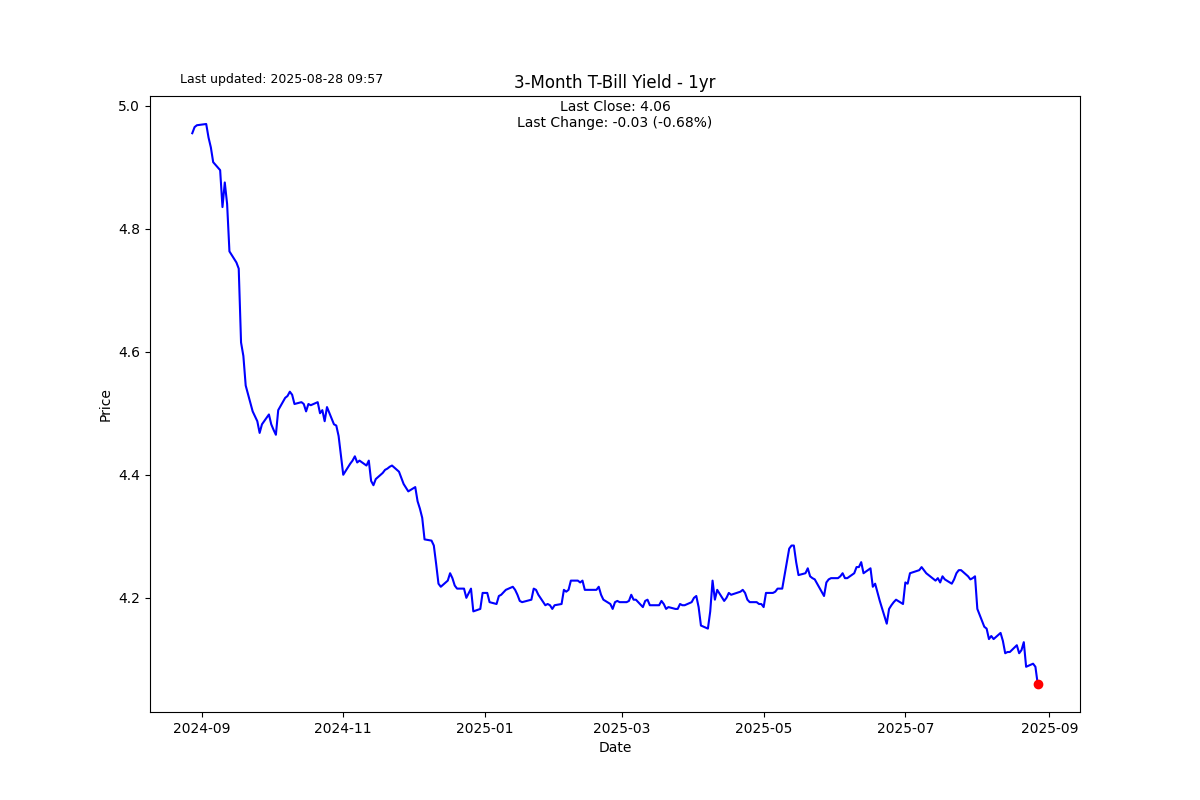 Last updated: 2025-08-28 09:57
3-Month T-Bill Yield - 1yr
Last Close: 4.06
Last Change: -0.03 (-0.68%)
5.0
4.8
4.6
4.4
4.2
Price
2024-09
2024-11
2025-01
2025-03
2025-05
2025-07
2025-09
Date